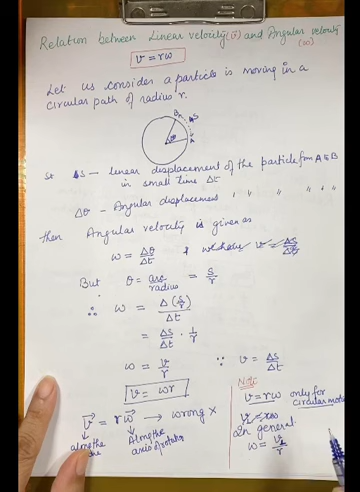 Relation between Linear velocity (v) and Angular velocity
(ω)
v = rω
Let us consider a particle is moving in a
circular path of radius r.
B ΔS
Δθ
A
ΔS — linear displacement of the particle from A to B
in small time Δt
Δθ - Angular displacement " " " " "
then Angular velocity is given as
ω = Δθ/Δt & v = ΔS/Δt
But θ = arc/radius = S/r
∴ ω = Δ(S/r)/Δt
= ΔS/Δt · 1/r
ω = v/r ∵ v = ΔS/Δt
v = ωr
v⃗ = r ω⃗ → wrong ×
along the Along the
axis of rotation
Note
v = rω only for
circular motion
v = rω
In general
ω = v⊥/r